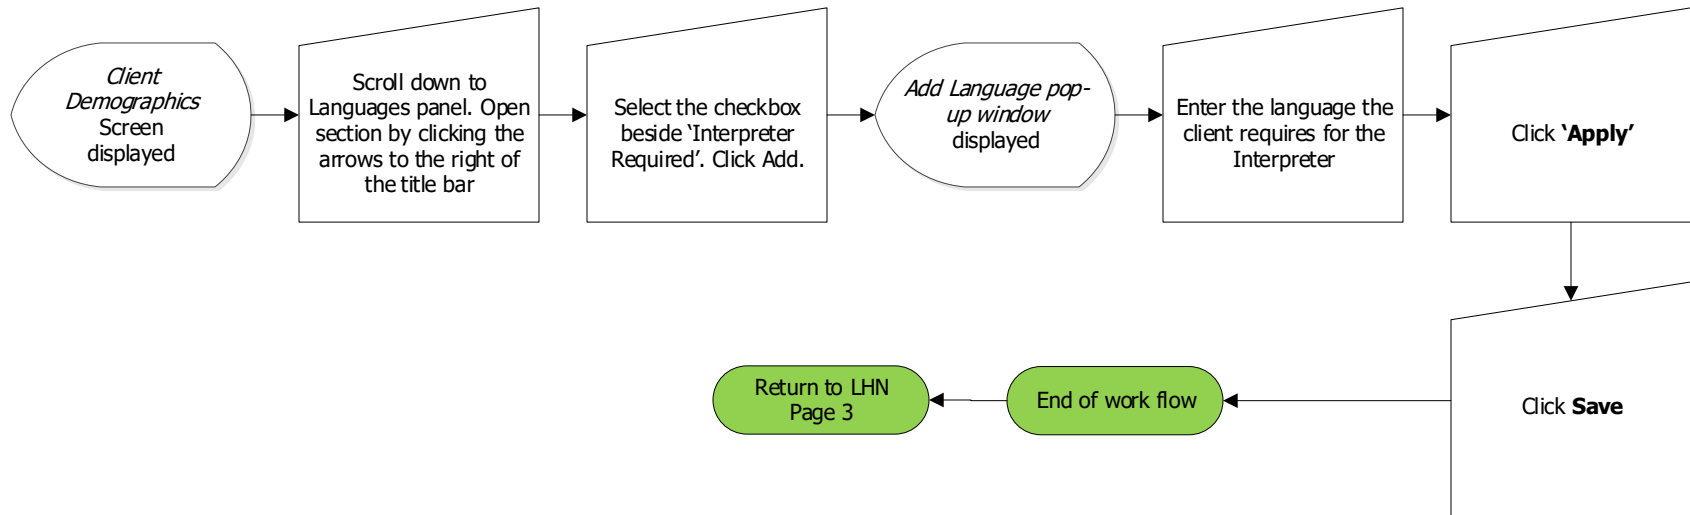 Client
Demographics
Screen
displayed
Scroll down to
Languages panel. Open
section by clicking the
arrows to the right of
the title bar
Select the checkbox
beside ‘Interpreter
Required’. Click Add.
Add Language pop-
up window
displayed
Enter the language the
client requires for the
Interpreter
Click ‘Apply’
Click Save
End of work flow
Return to LHN
Page 3